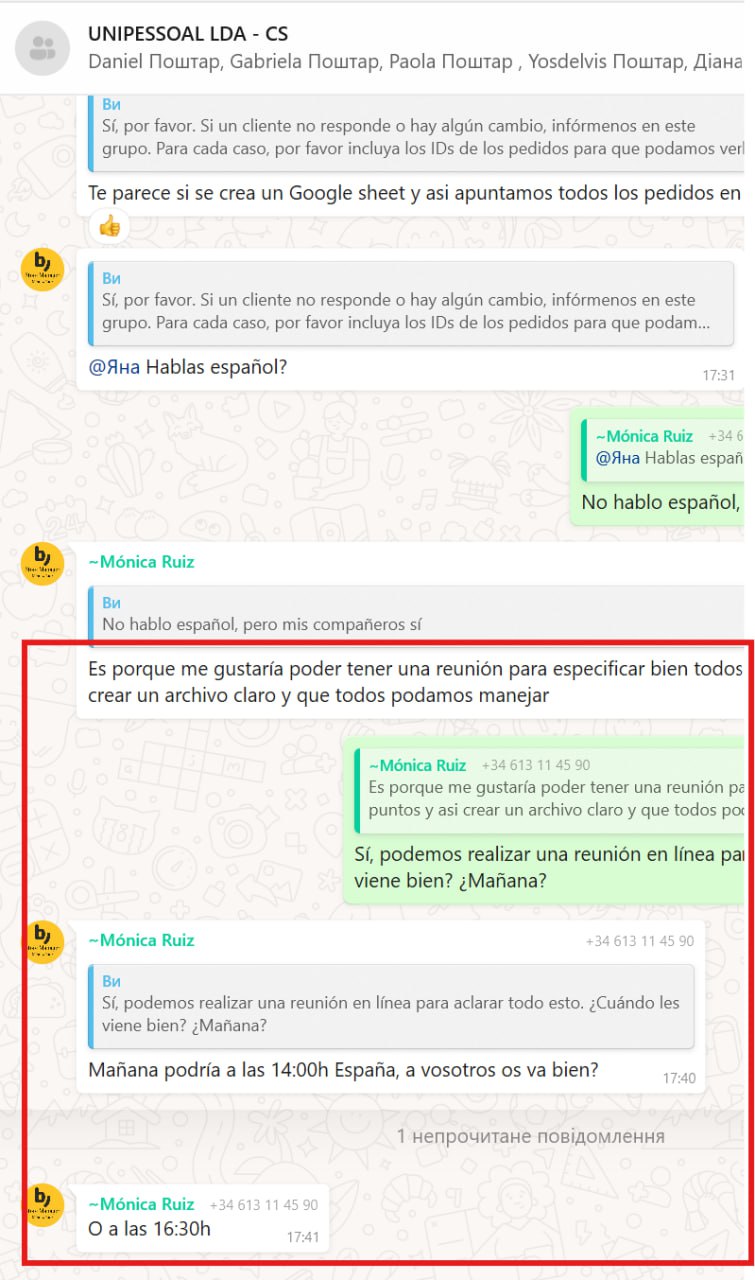 UNIPESSOAL LDA - CS
Daniel Поштар, Gabriela Поштар, Paola Поштар , Yosdelvis Поштар, Діана
Ви
Sí, por favor. Si un cliente no responde o hay algún cambio, infórmenos en este
grupo. Para cada caso, por favor incluya los IDs de los pedidos para que podamos
Te parece si se crea un Google sheet y asi apuntamos todos los pedidos en
Ви
Sí, por favor. Si un cliente no responde o hay algún cambio, infórmenos en este
grupo. Para cada caso, por favor incluya los IDs de los pedidos para que podam...
@Яна Hablas español?
17:31
~Mónica Ruiz +34 6
@Яна Hablas españ
No hablo español,
~Mónica Ruiz
Ви
No hablo español, pero mis compañeros sí
Es porque me gustaría poder tener una reunión para especificar bien todos
crear un archivo claro y que todos podamos manejar
~Mónica Ruiz +34 613 11 45 90
Es porque me gustaría poder tener una reunión pa
puntos y asi crear un archivo claro y que todos
Sí, podemos realizar una reunión en línea
viene bien? ¿Mañana?
~Mónica Ruiz +34 613 11 45 90
Ви
Sí, podemos realizar una reunión en línea para aclarar todo esto. ¿Cuándo les
viene bien? ¿Mañana?
Mañana podría a las 14:00h España, a vosotros os va bien?
17:40
1 непрочитане повідомлення
~Mónica Ruiz +34 613 11 45 90
O a las 16:30h
17:41